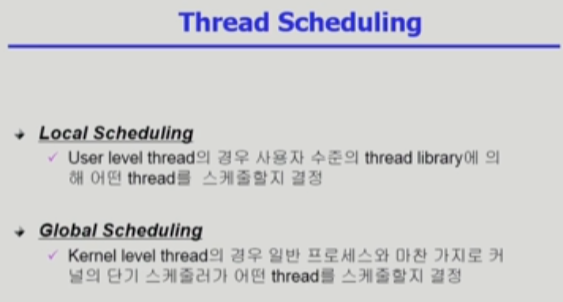 Thread Scheduling
Local Scheduling
User level thread의 경우 사용자 수준의 thread library에 의
해 어떤 thread를 스케줄할지 결정
Global Scheduling
Kernel level thread의 경우 일반 프로세스와 마찬 가지로 커
널의 단기 스케줄러가 어떤 thread를 스케줄할지 결정